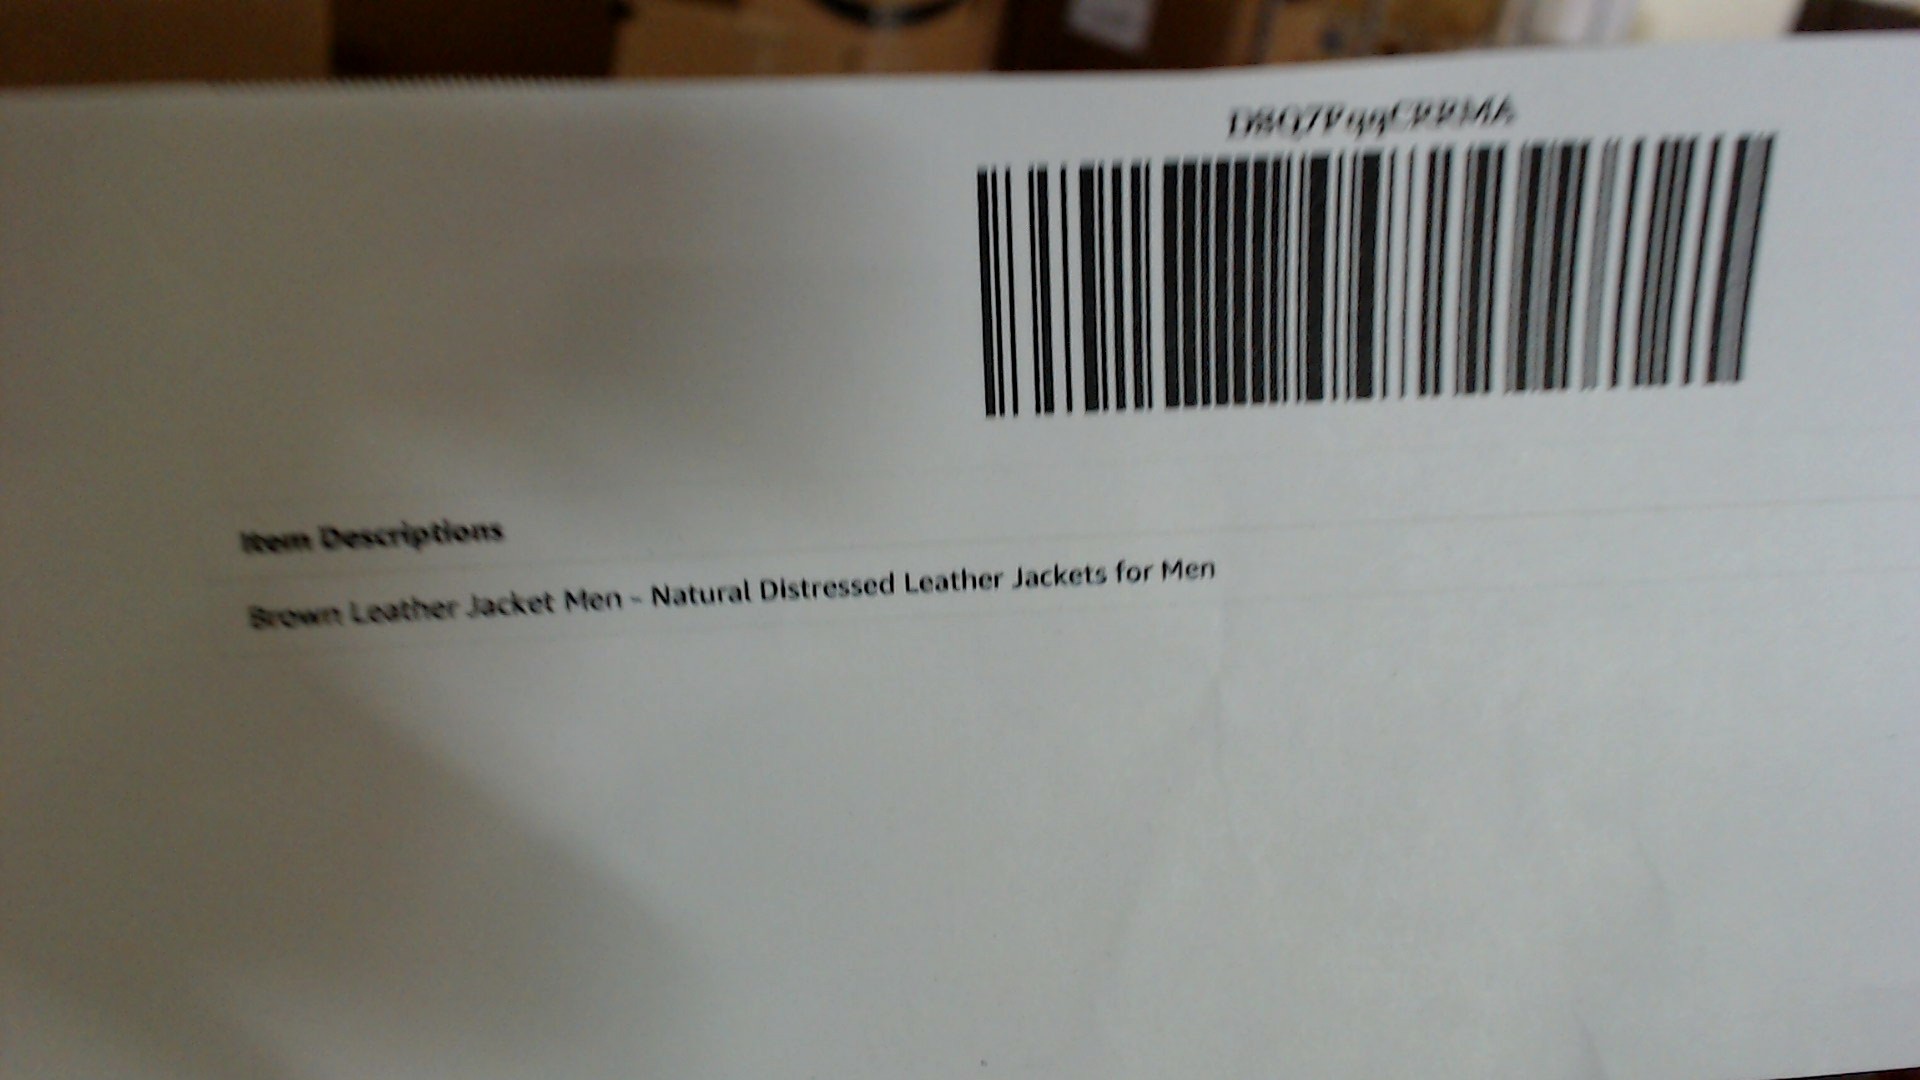 Item Descriptions
Brown Leather Jacket Men - Natural Distressed Leather Jackets for Men